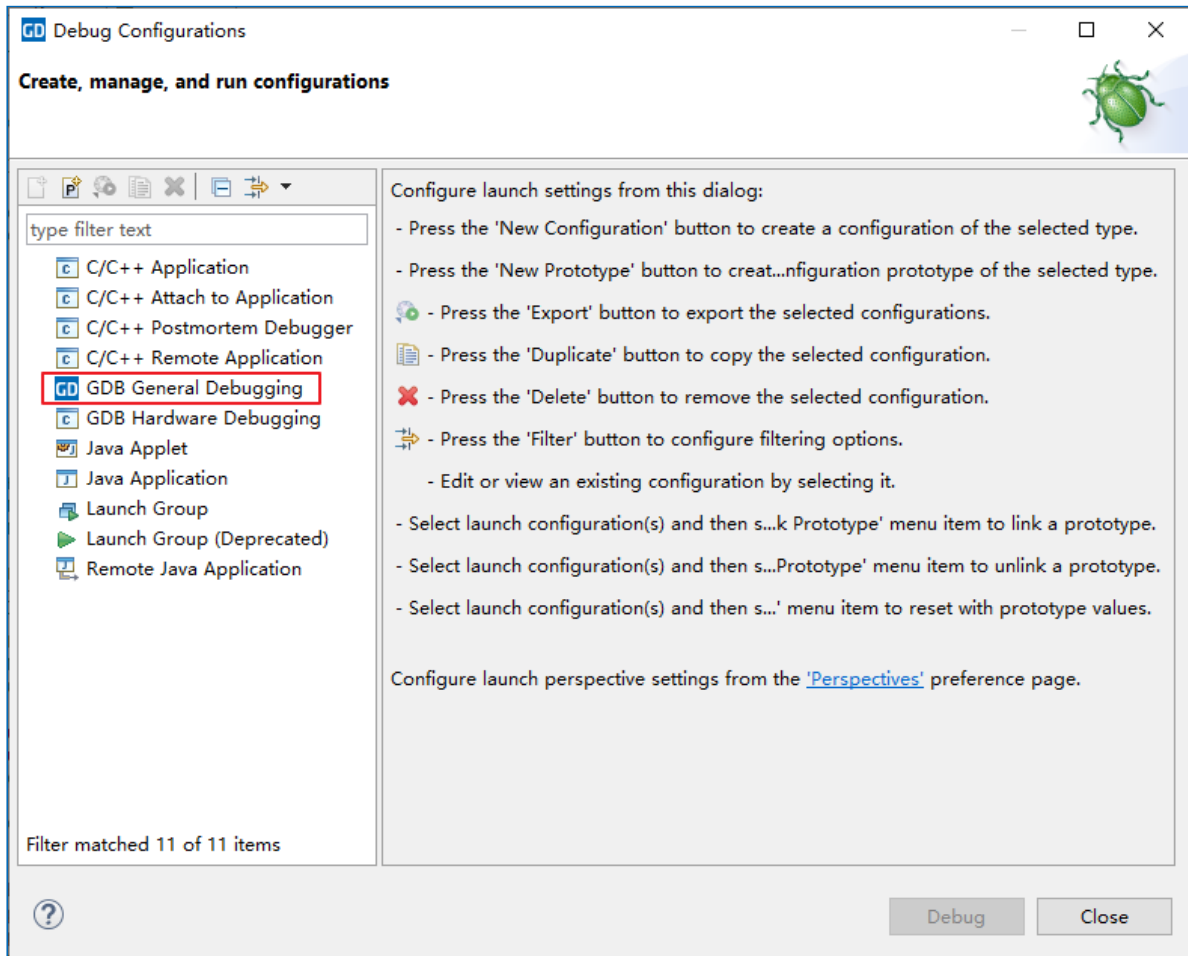 GD Debug Configurations
Create, manage, and run configurations
P
type filter text
c C/C++ Application
c C/C++ Attach to Application
c C/C++ Postmortem Debugger
c C/C++ Remote Application
GD GDB General Debugging
c GDB Hardware Debugging
Java Applet
J Java Application
Launch Group
Launch Group (Deprecated)
J Remote Java Application
Filter matched 11 of 11 items
Configure launch settings from this dialog:
- Press the 'New Configuration' button to create a configuration of the selected type.
- Press the 'New Prototype' button to creat...nfiguration prototype of the selected type.
- Press the 'Export' button to export the selected configurations.
- Press the 'Duplicate' button to copy the selected configuration.
- Press the 'Delete' button to remove the selected configuration.
- Press the 'Filter' button to configure filtering options.
- Edit or view an existing configuration by selecting it.
- Select launch configuration(s) and then s...k Prototype' menu item to link a prototype.
- Select launch configuration(s) and then s...Prototype' menu item to unlink a prototype.
- Select launch configuration(s) and then s...' menu item to reset with prototype values.
Configure launch perspective settings from the 'Perspectives' preference page.
?
Debug
Close